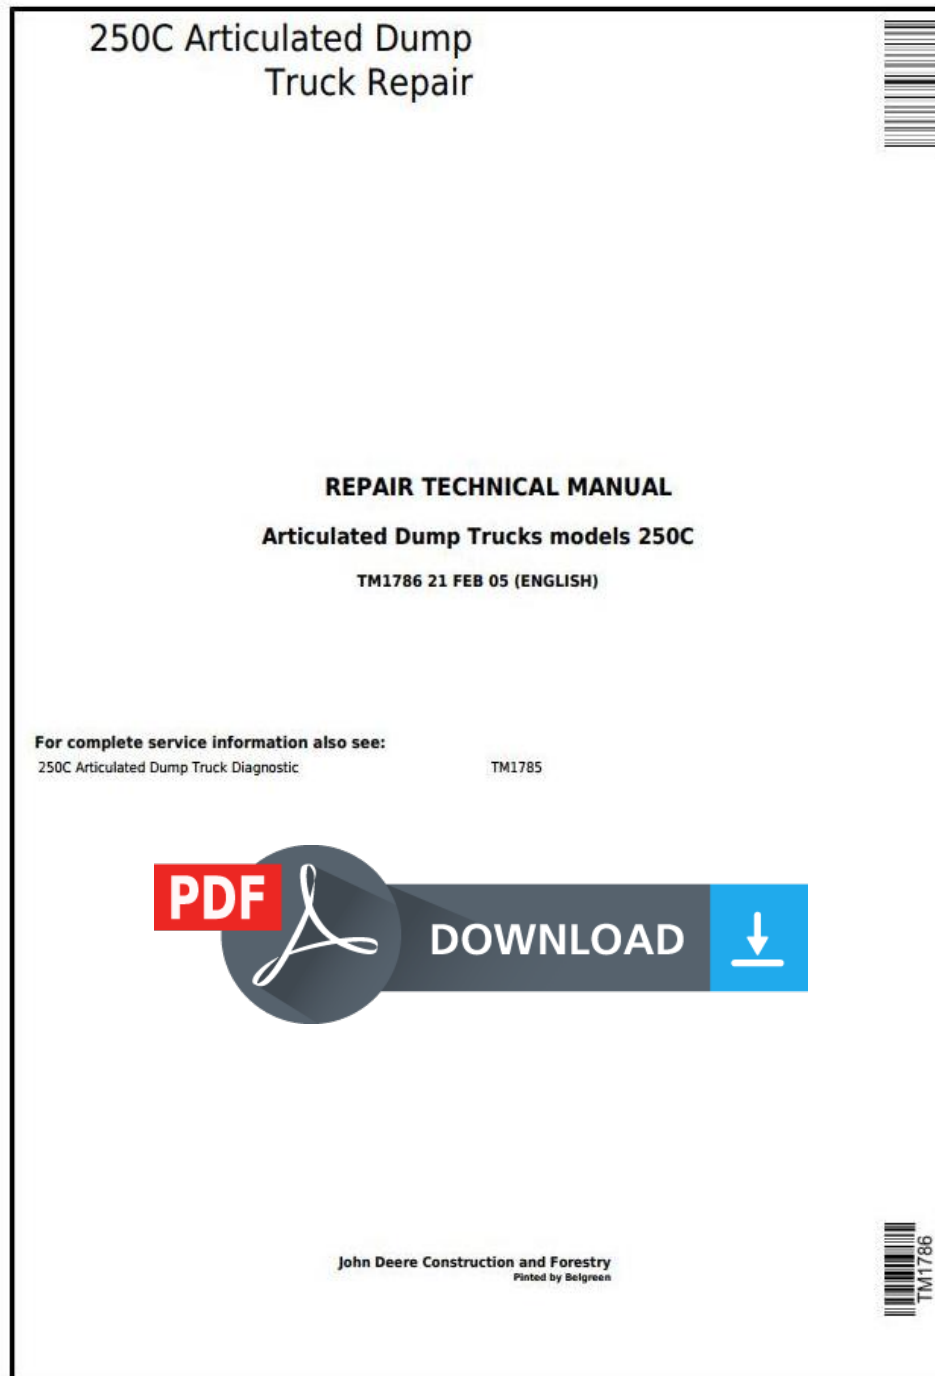 250C Articulated Dump
Truck Repair
REPAIR TECHNICAL MANUAL
Articulated Dump Trucks models 250C
TM1786 21 FEB 05 (ENGLISH)
For complete service information also see:
250C Articulated Dump Truck Diagnostic TM1785
PDF
DOWNLOAD
John Deere Construction and Forestry
Pinted by Belgreen
TM1786